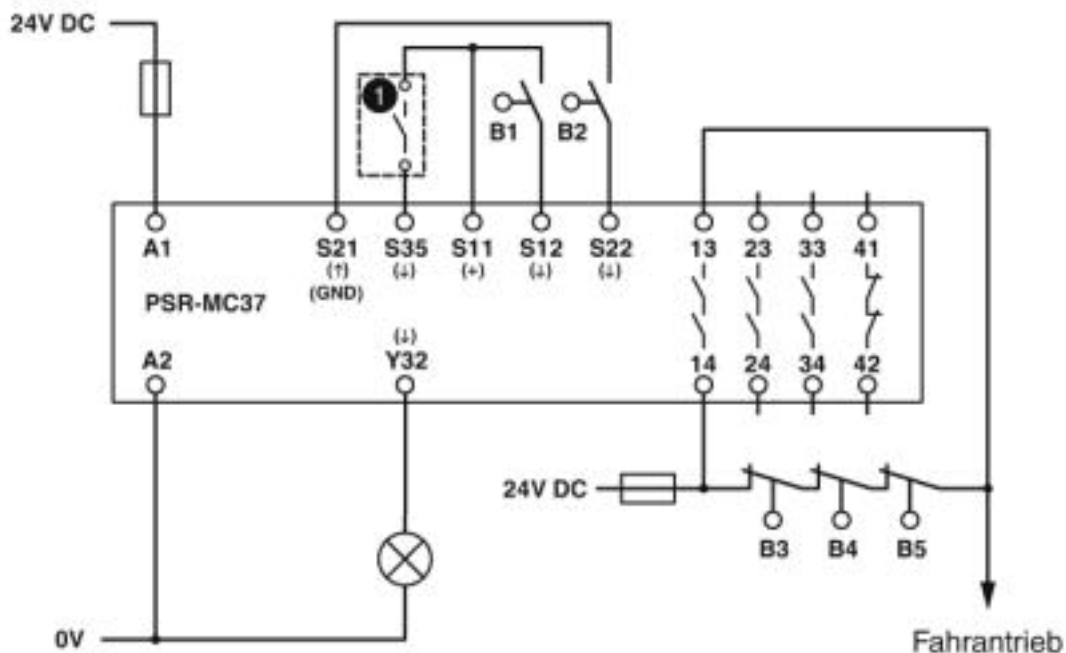 24V DC
1
B1 B2
A1 S21 S35 S11 S12 S22 13 23 33 41
(↑) (↓) (+) (↓) (↓)
(GND)
PSR-MC37
(↓)
A2 Y32 14 24 34 42
24V DC
B3 B4 B5
0V
Fahrantrieb